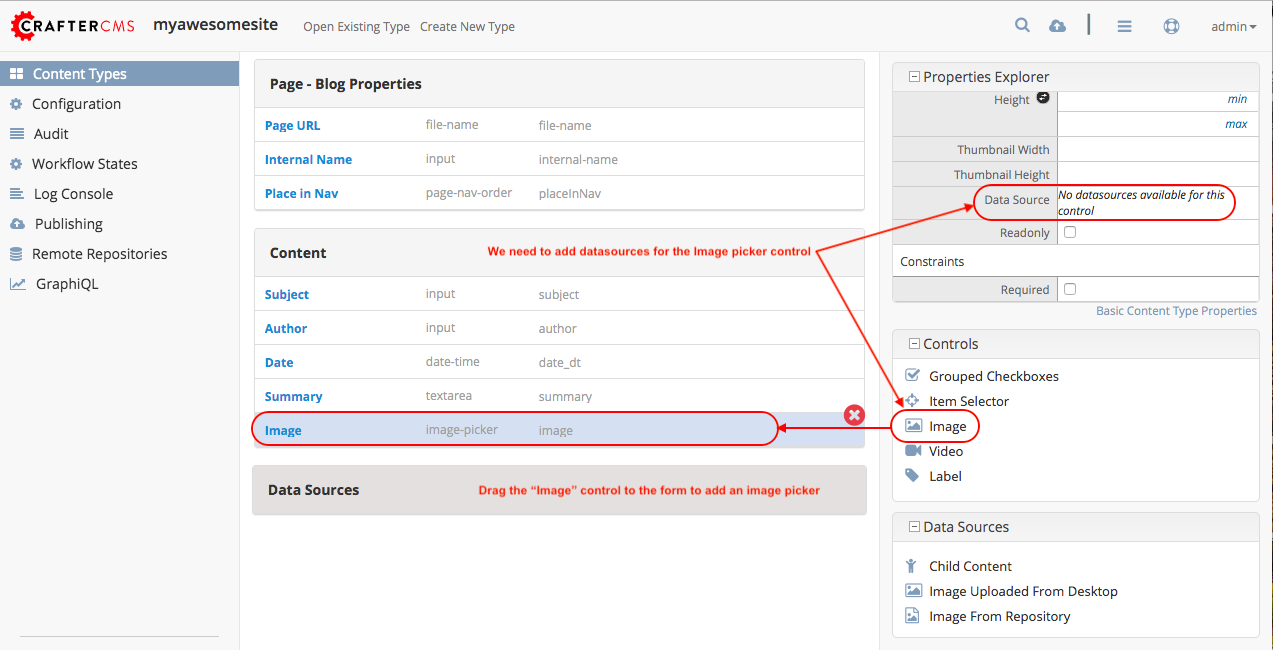 CRAFTERCMS
myawesomesite
Open Existing Type
Create New Type
admin
Content Types
Configuration
Audit
Workflow States
Log Console
Publishing
Remote Repositories
GraphiQL
Page - Blog Properties
Page URL file-name file-name
Internal Name input internal-name
Place in Nav page-nav-order placeInNav
Content
We need to add datasources for the Image picker control
Subject input subject
Author input author
Date date-time date_dt
Summary textarea summary
Image image-picker image
Data Sources
Drag the “Image” control to the form to add an image picker
Properties Explorer
Height min
max
Thumbnail Width
Thumbnail Height
Data Source No datasources available for this
control
Readonly
Constraints
Required
Basic Content Type Properties
Controls
Grouped Checkboxes
Item Selector
Image
Video
Label
Data Sources
Child Content
Image Uploaded From Desktop
Image From Repository